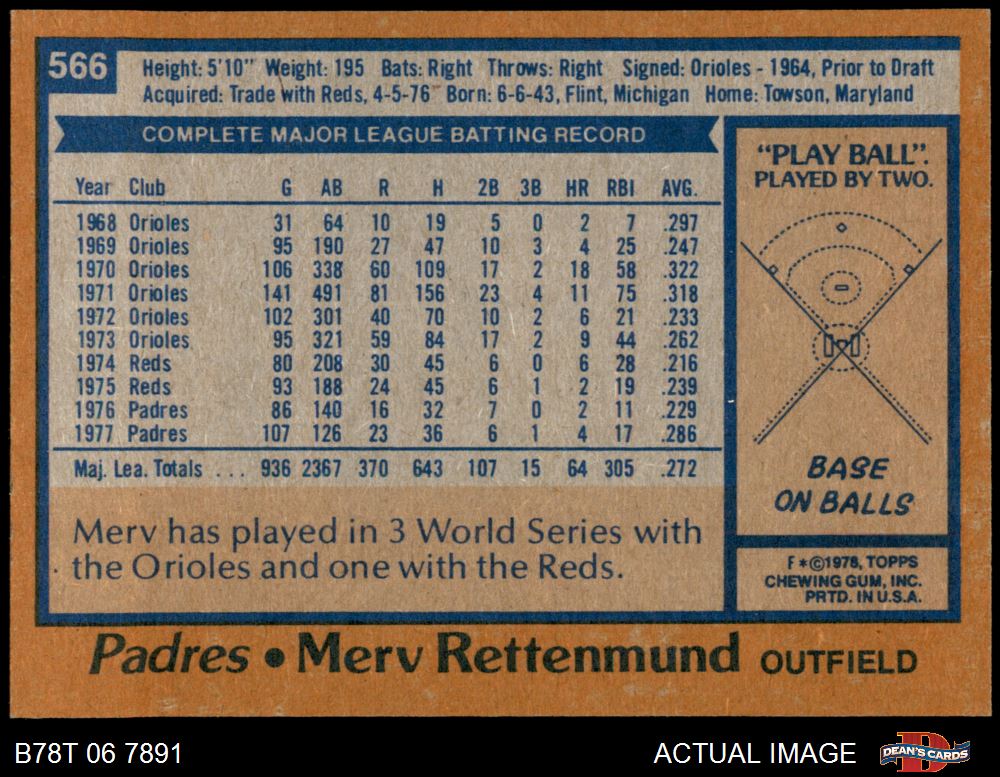 566
Height: 5'10" Weight: 195 Bats: Right Throws: Right Signed: Orioles - 1964, Prior to Draft
Acquired: Trade with Reds, 4-5-76 Born: 6-6-43, Flint, Michigan Home: Towson, Maryland
COMPLETE MAJOR LEAGUE BATTING RECORD
Year Club G AB R H 2B 3B HR RBI AVG.
1968 Orioles 31 64 10 19 5 0 2 7 .297
1969 Orioles 95 190 27 47 10 3 4 25 .247
1970 Orioles 106 338 60 109 17 2 18 58 .322
1971 Orioles 141 491 81 156 23 4 11 75 .318
1972 Orioles 102 301 40 70 10 2 6 21 .233
1973 Orioles 95 321 59 84 17 2 9 44 .262
1974 Reds 80 208 30 45 6 0 6 28 .216
1975 Reds 93 188 24 45 6 1 2 19 .239
1976 Padres 86 140 16 32 7 0 2 11 .229
1977 Padres 107 126 23 36 6 1 4 17 .286
Maj. Lea. Totals ... 936 2367 370 643 107 15 64 305 .272
Merv has played in 3 World Series with
the Orioles and one with the Reds.
"PLAY BALL".
PLAYED BY TWO.
BASE
ON BALLS
F*©1978, TOPPS
CHEWING GUM, INC.
PRTD. IN U.S.A.
Padres • Merv Rettenmund OUTFIELD
B78T 06 7891
ACTUAL IMAGE
DEAN'S CARDS